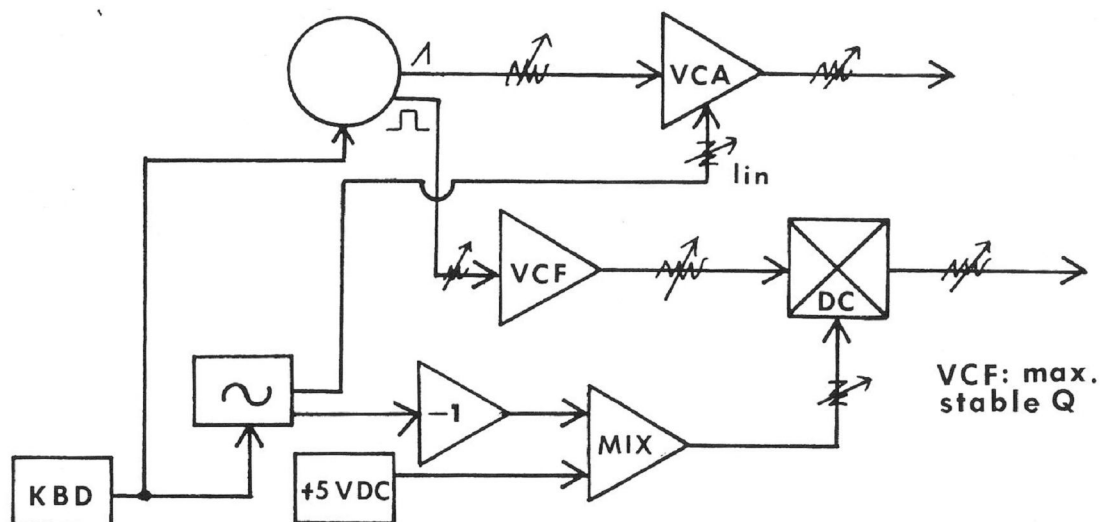 VCA
lin
VCF
DC
VCF: max.
stable Q
-1
MIX
KBD
+5 VDC